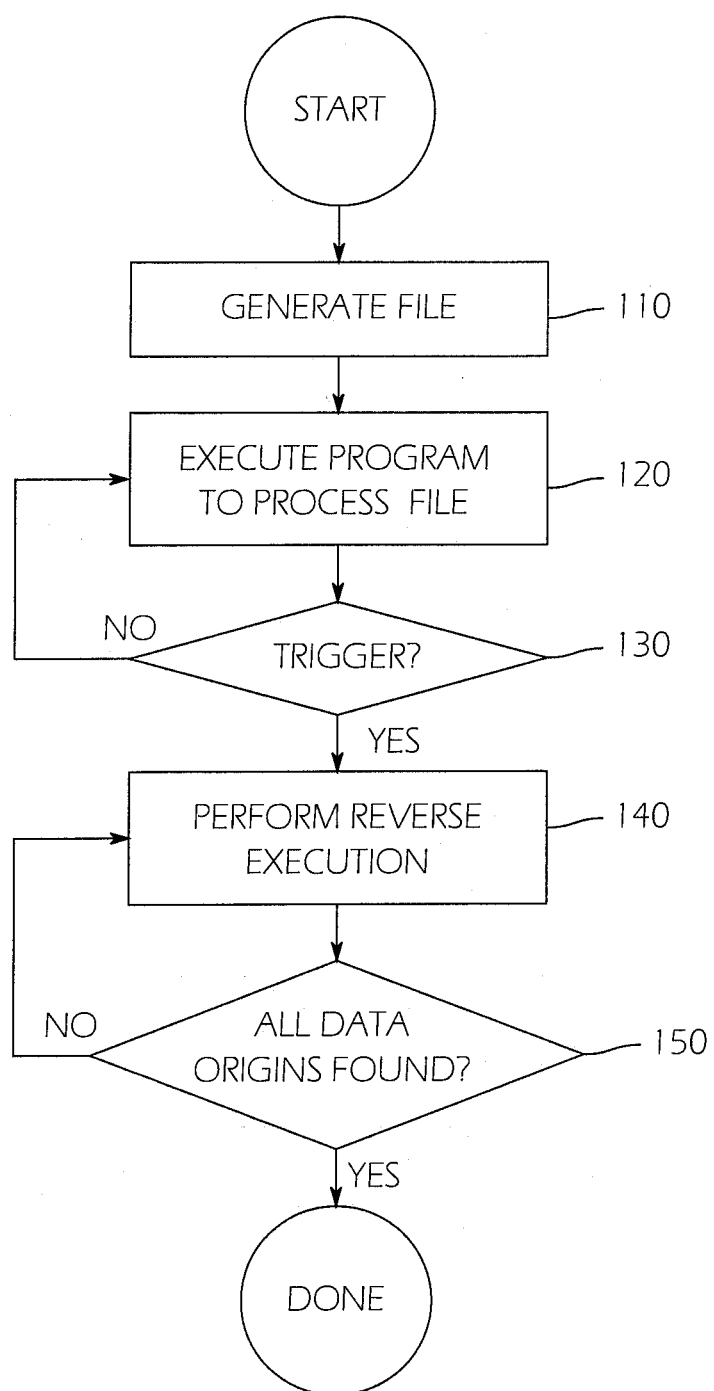 START
GENERATE FILE
110
EXECUTE PROGRAM
TO PROCESS FILE
120
NO
TRIGGER?
130
YES
PERFORM REVERSE
EXECUTION
140
NO
ALL DATA
ORIGINS FOUND?
150
YES
DONE